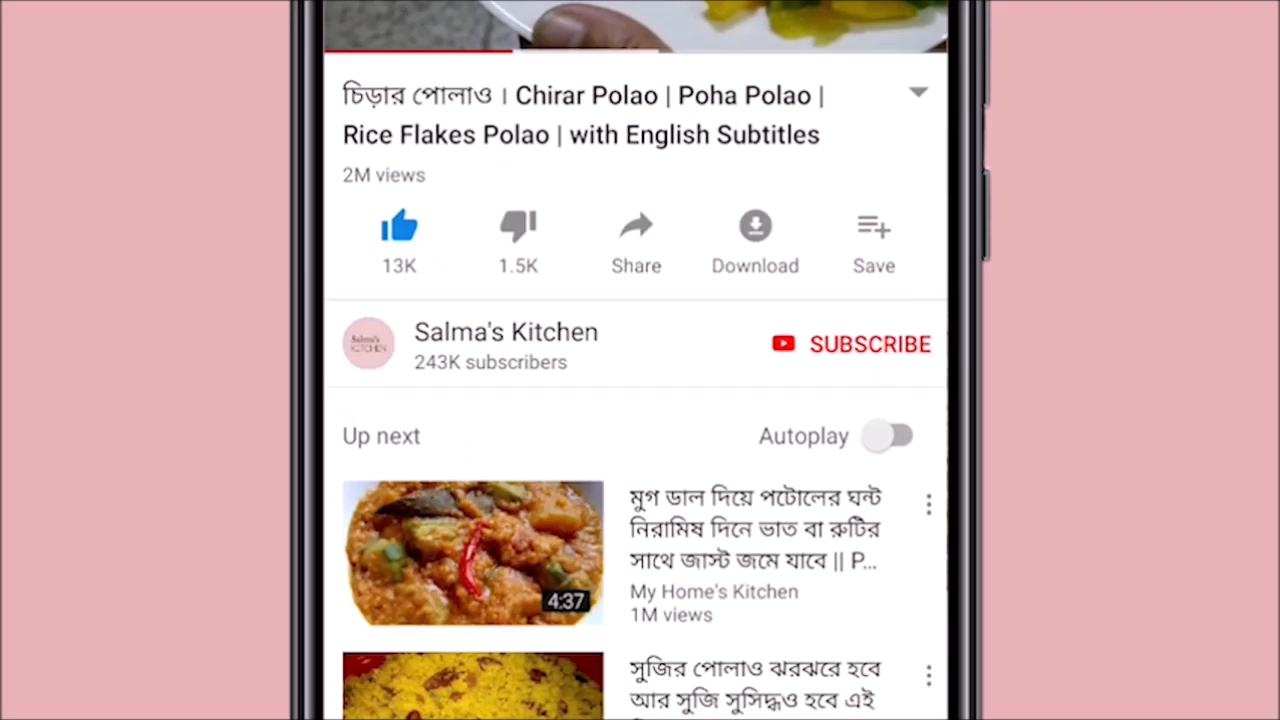 চিড়ার পোলাও । Chirar Polao | Poha Polao |
Rice Flakes Polao | with English Subtitles
2M views
13K
1.5K
Share
Download
Save
Salma's
KITCHEN
Salma's Kitchen
243K subscribers
SUBSCRIBE
Up next
Autoplay
মুগ ডাল দিয়ে পটোলের ঘন্ট
নিরামিষ দিনে ভাত বা রুটির
সাথে জাস্ট জমে যাবে || P...
My Home's Kitchen
1M views
4:37
সুজির পোলাও ঝরঝরে হবে
আর সুজি সুসিদ্ধও হবে এই